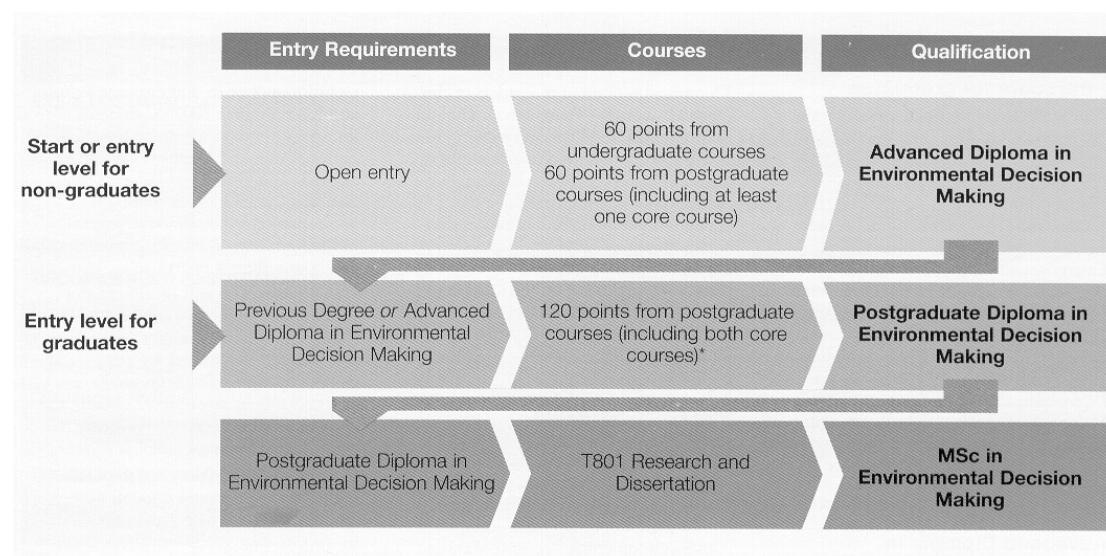 Entry Requirements
Courses
Qualification
Start or entry
level for
non-graduates
Open entry
60 points from
undergraduate courses
60 points from postgraduate
courses (including at least
one core course)
Advanced Diploma in
Environmental Decision
Making
Entry level for
graduates
Previous Degree or Advanced
Diploma in Environmental
Decision Making
120 points from postgraduate
courses (including both core
courses)*
Postgraduate Diploma in
Environmental Decision
Making
Postgraduate Diploma in
Environmental Decision Making
T801 Research and
Dissertation
MSc in
Environmental Decision
Making